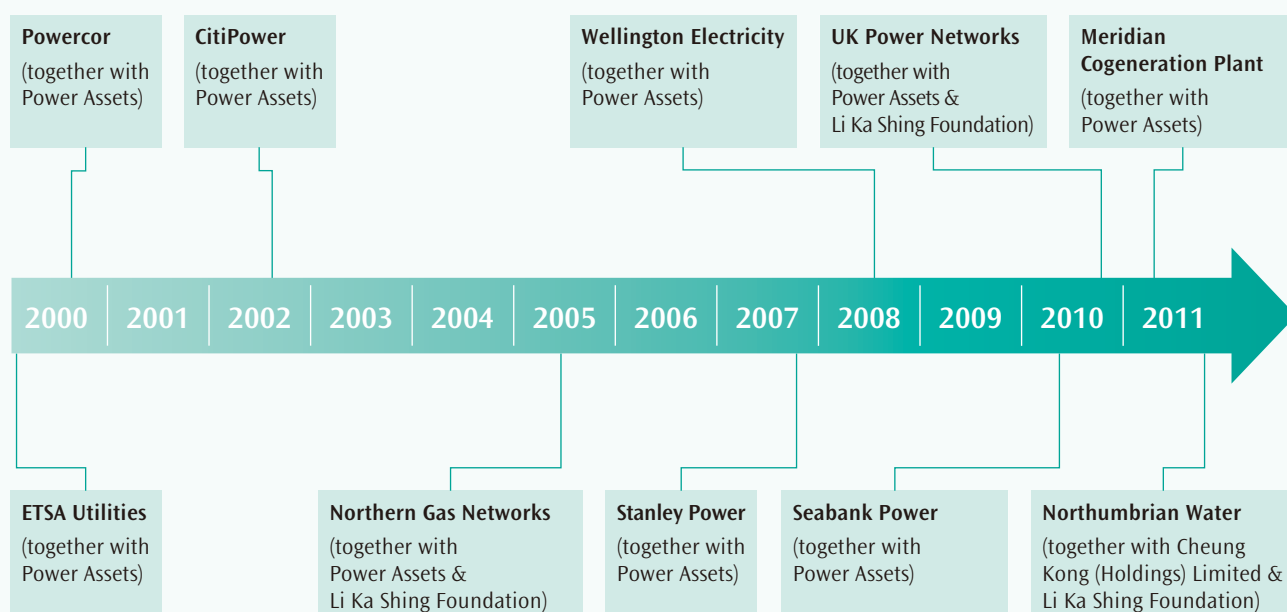 Powercor
(together with
Power Assets)
CitiPower
(together with
Power Assets)
Wellington Electricity
(together with
Power Assets)
UK Power Networks
(together with
Power Assets &
Li Ka Shing Foundation)
Meridian
Cogeneration Plant
(together with
Power Assets)
2000 2001 2002 2003 2004 2005 2006 2007 2008 2009 2010 2011
ETSA Utilities
(together with
Power Assets)
Northern Gas Networks
(together with
Power Assets &
Li Ka Shing Foundation)
Stanley Power
(together with
Power Assets)
Seabank Power
(together with
Power Assets)
Northumbrian Water
(together with Cheung
Kong (Holdings) Limited &
Li Ka Shing Foundation)